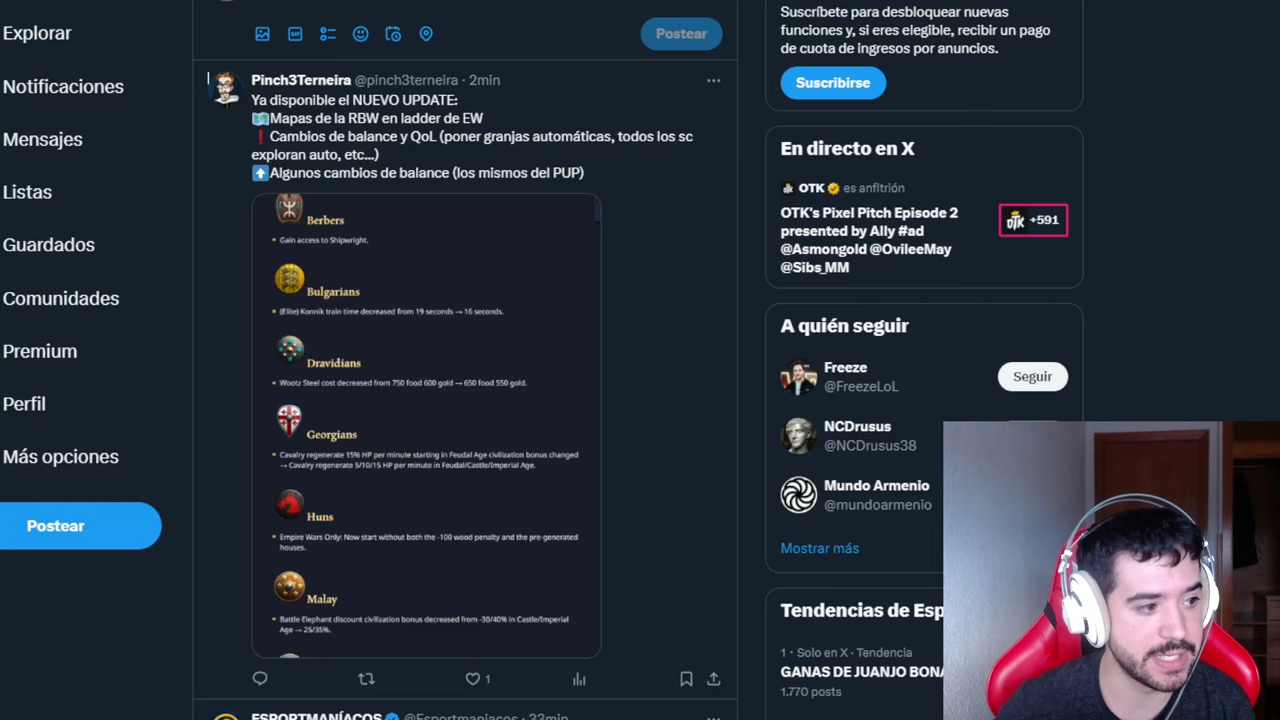 Explorar
Notificaciones
Mensajes
Listas
Guardados
Comunidades
Premium
Perfil
Más opciones
Postear
Postear
Pinch3Terneira @pinch3terneira · 2min
Ya disponible el NUEVO UPDATE:
🗺️Mapas de la RBW en ladder de EW
❗Cambios de balance y QoL (poner granjas automáticas, todos los sc
exploran auto, etc...)
⬆️Algunos cambios de balance (los mismos del PUP)
Berbers
• Gain access to Shipwright.
Bulgarians
• (Elite) Konnik train time decreased from 19 seconds → 16 seconds.
Dravidians
• Wootz Steel cost decreased from 750 food 600 gold → 650 food 550 gold.
Georgians
• Cavalry regenerate 15% HP per minute starting in Feudal Age civilization bonus changed
→ Cavalry regenerate 5/10/15 HP per minute in Feudal/Castle/Imperial Age.
Huns
• Empire Wars Only: Now start without both the -100 wood penalty and the pre-generated
houses.
Malay
• Battle Elephant discount civilization bonus decreased from -30/40% in Castle/Imperial
Age → 25/35%.
1
ESPORTMANÍACOS @Esportmaniacos · 33min
Suscríbete para desbloquear nuevas
funciones y, si eres elegible, recibir un pago
de cuota de ingresos por anuncios.
Suscribirse
En directo en X
OTK es anfitrión
OTK's Pixel Pitch Episode 2
presented by Ally #ad
@Asmongold @OvileeMay
@Sibs_MM
OTK +591
A quién seguir
Freeze
@FreezeLoL
Seguir
NCDrusus
@NCDrusus38
Mundo Armenio
@mundoarmenio
Mostrar más
Tendencias de Esp
1 · Solo en X · Tendencia
GANAS DE JUANJO BONA
1.770 posts